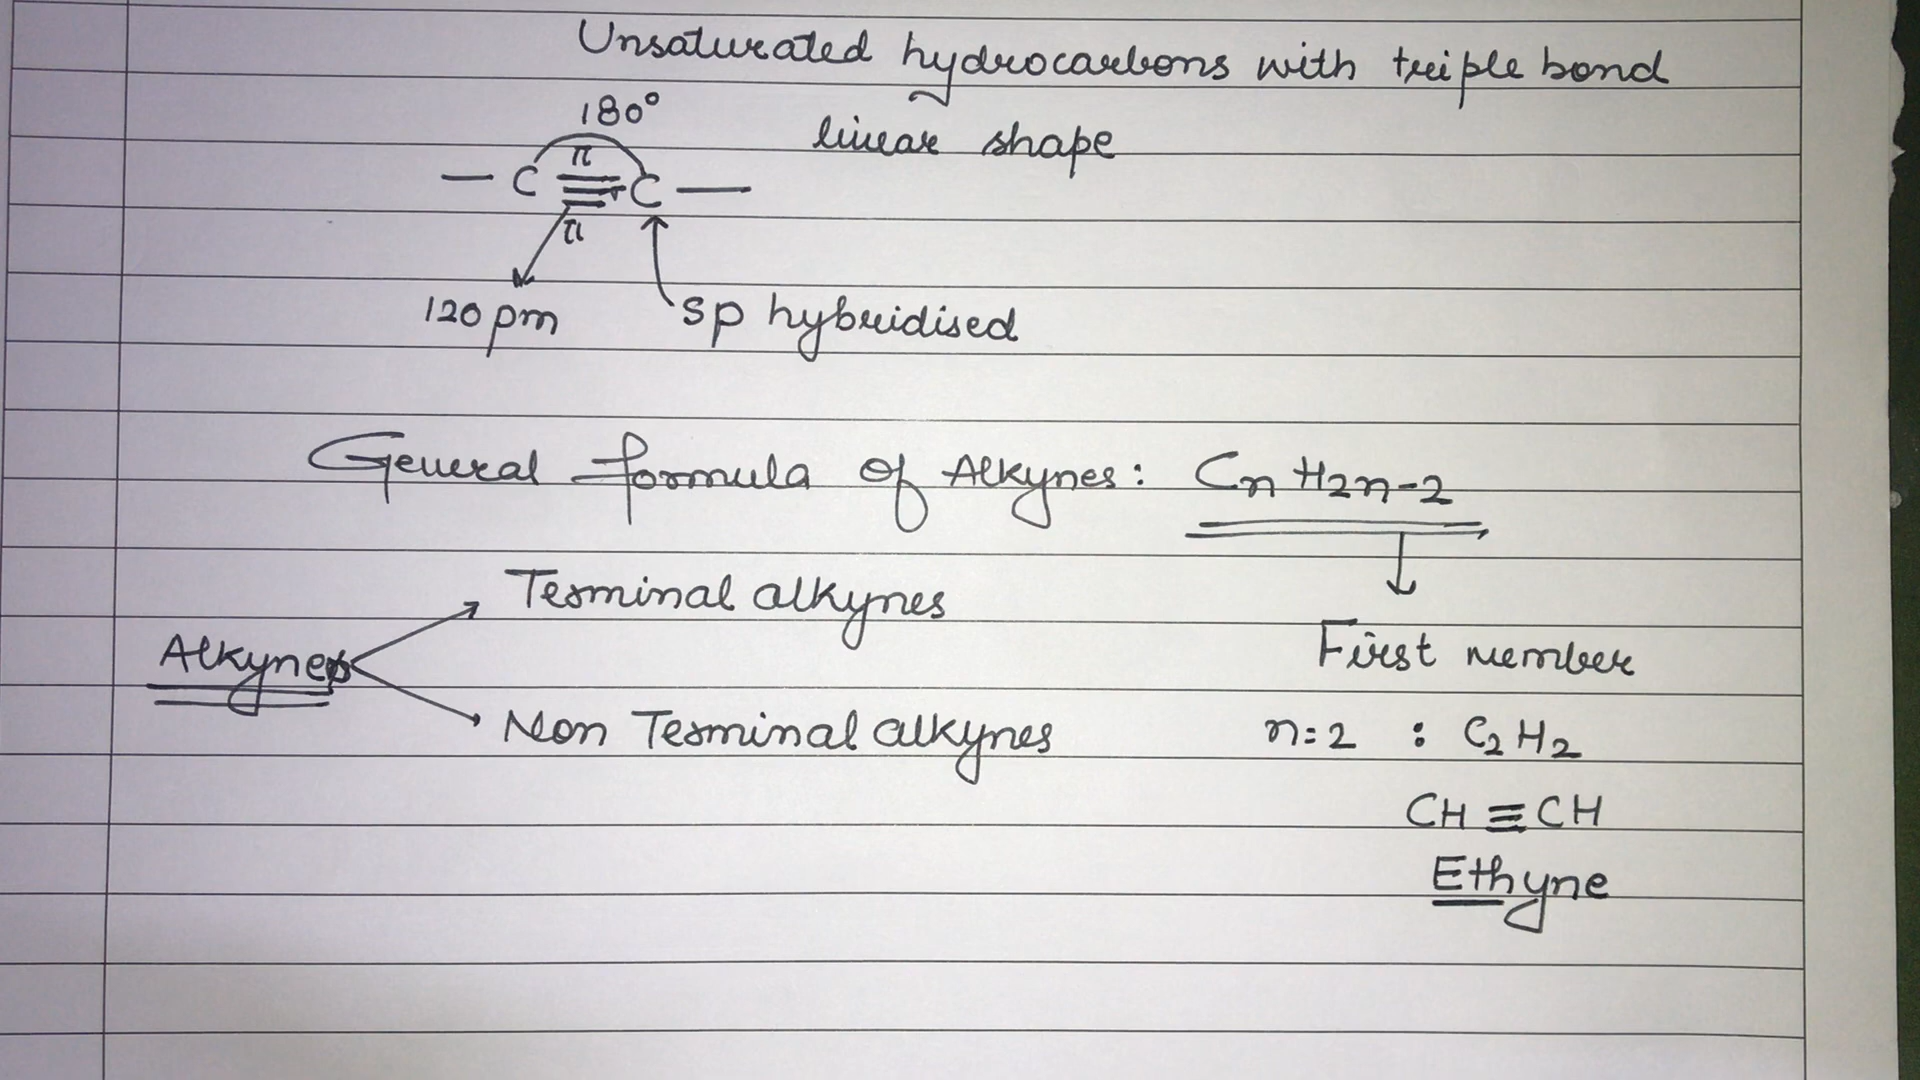 Unsaturated hydrocarbons with triple bond
180°
linear shape
π
— C ≡ C —
π
120 pm
sp hybridised
General formula of Alkynes: CnH2n-2
Terminal alkynes
Alkynes
First member
Non Terminal alkynes
n=2 : C2H2
CH≡CH
Ethyne